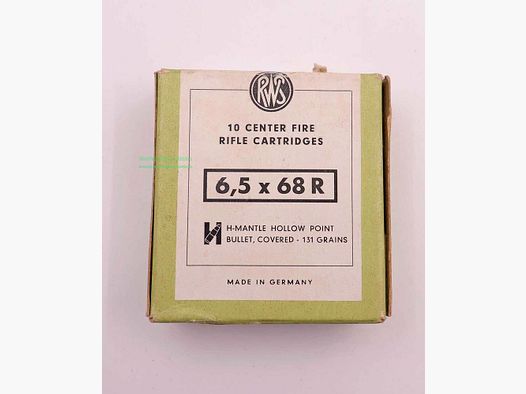 RWS
10 CENTER FIRE
RIFLE CARTRIDGES
6,5 x 68 R
H H-MANTLE HOLLOW POINT
BULLET, COVERED - 131 GRAINS
MADE IN GERMANY